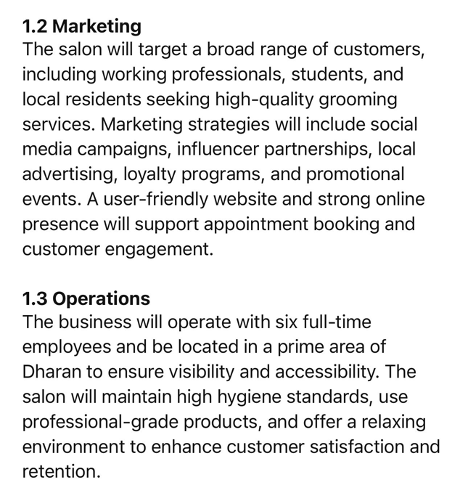 1.2 Marketing
The salon will target a broad range of customers,
including working professionals, students, and
local residents seeking high-quality grooming
services. Marketing strategies will include social
media campaigns, influencer partnerships, local
advertising, loyalty programs, and promotional
events. A user-friendly website and strong online
presence will support appointment booking and
customer engagement.
1.3 Operations
The business will operate with six full-time
employees and be located in a prime area of
Dharan to ensure visibility and accessibility. The
salon will maintain high hygiene standards, use
professional-grade products, and offer a relaxing
environment to enhance customer satisfaction and
retention.